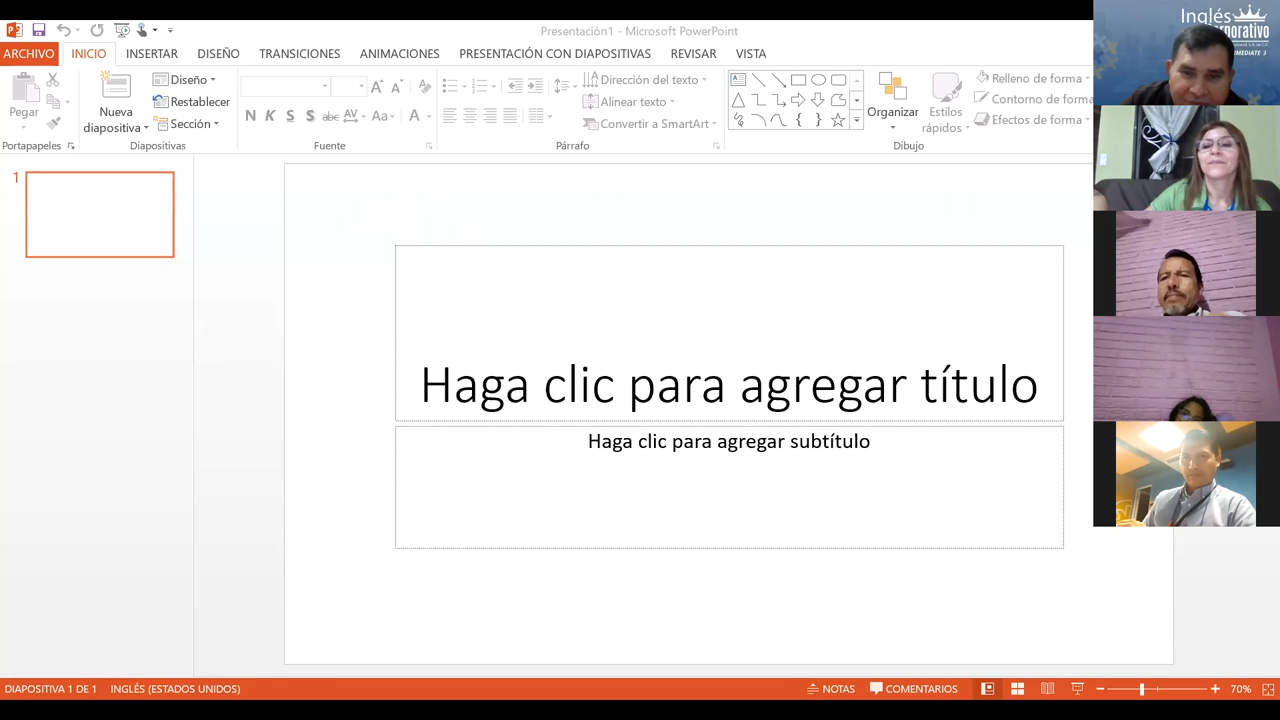 Presentación1 - Microsoft PowerPoint
ARCHIVO INICIO INSERTAR DISEÑO TRANSICIONES ANIMACIONES PRESENTACIÓN CON DIAPOSITIVAS REVISAR VISTA
Pegar
Portapapeles
Nueva
diapositiva
Diseño
Restablecer
Sección
Diapositivas
N K S S abc AV Aa A
Fuente
Dirección del texto
Alinear texto
Convertir a SmartArt
Párrafo
Organizar
Estilos
rápidos
Relleno de forma
Contorno de forma
Efectos de forma
Dibujo
Inglés
1
Haga clic para agregar título
Haga clic para agregar subtítulo
DIAPOSITIVA 1 DE 1 INGLÉS (ESTADOS UNIDOS) NOTAS COMENTARIOS 70%